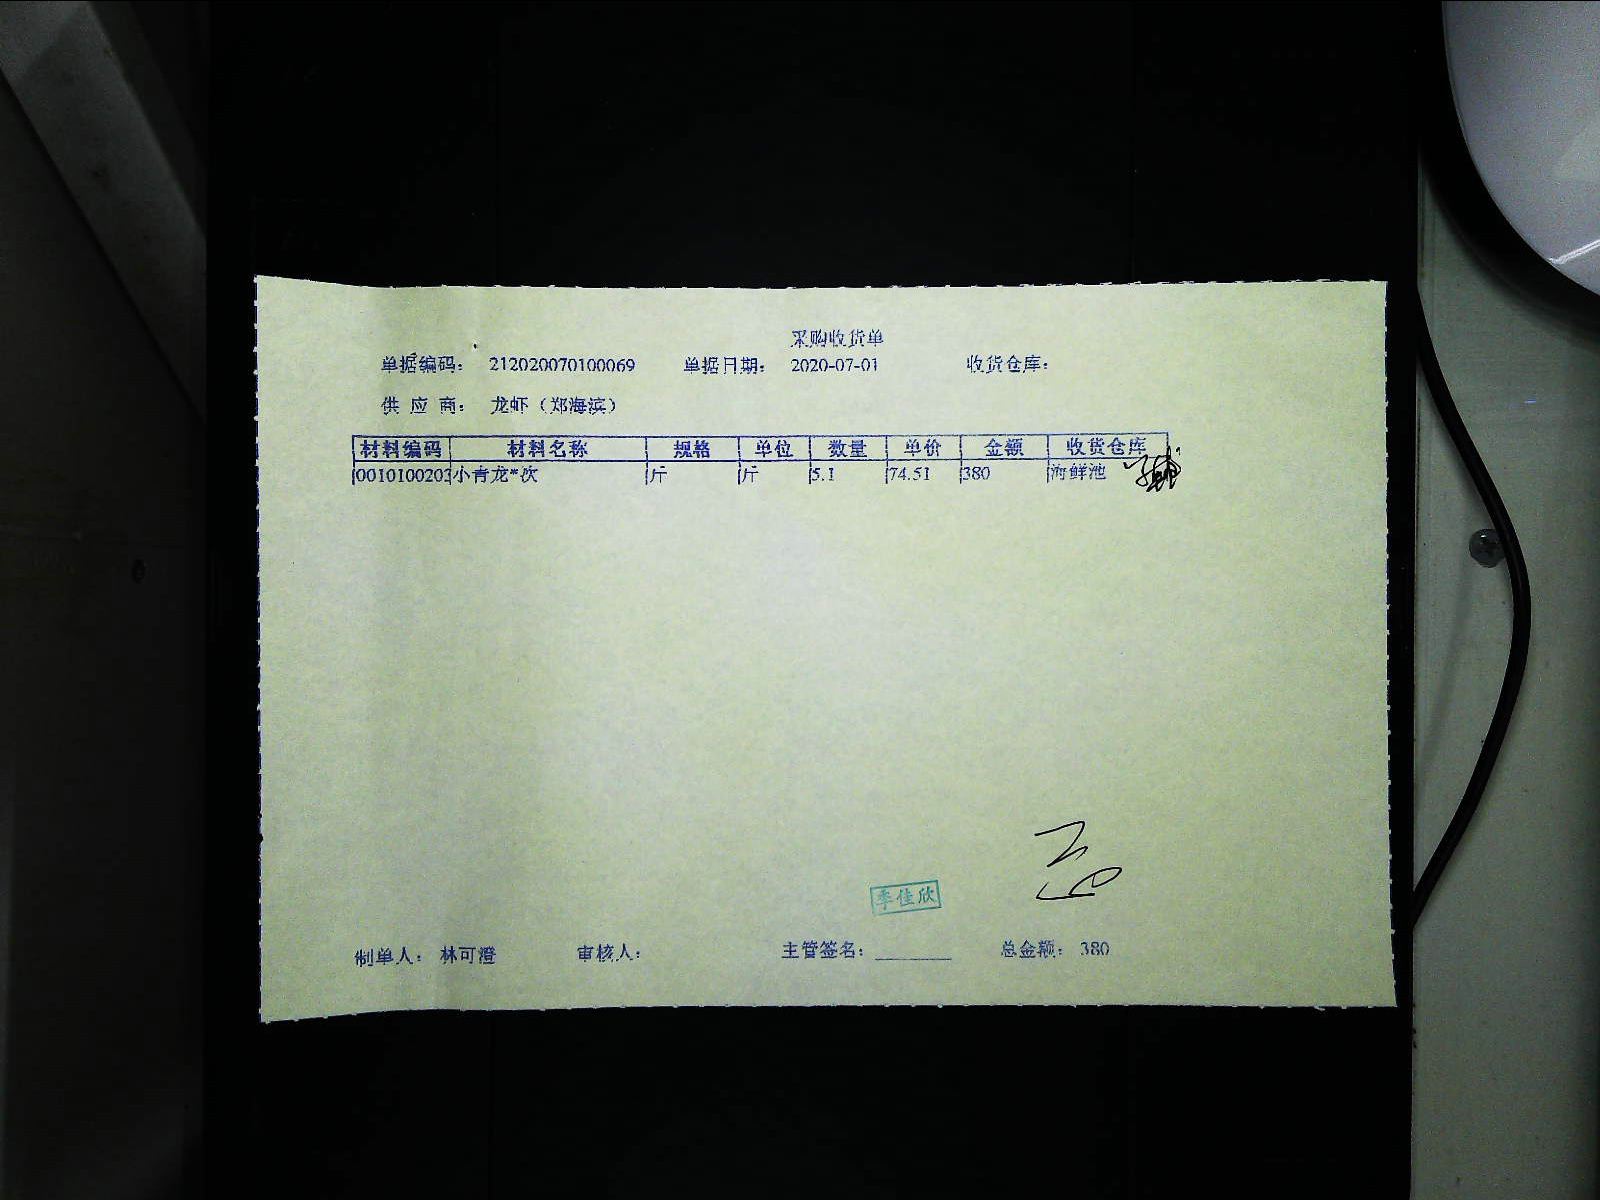 采购收货单
单据编码： 212020070100069 单据日期： 2020-07-01 收货仓库：
供 应 商： 龙虾（郑海滨）
材料编码 材料名称 规格 单位 数量 单价 金额 收货仓库
001010020 小青龙*次 斤 斤 5.1 74.51 380 海鲜池
季佳欣
制单人： 林可澄 审核人： 主管签名： 总金额： 380